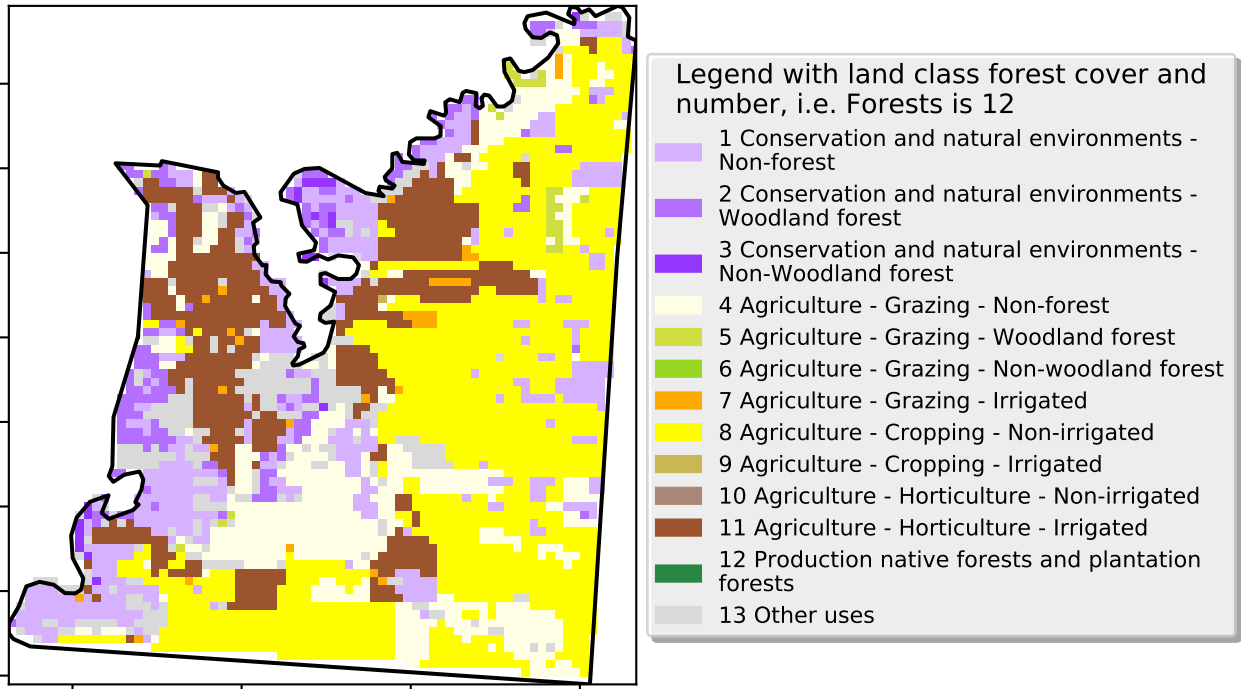 Legend with land class forest cover and
number, i.e. Forests is 12
1 Conservation and natural environments -
Non-forest
2 Conservation and natural environments -
Woodland forest
3 Conservation and natural environments -
Non-Woodland forest
4 Agriculture - Grazing - Non-forest
5 Agriculture - Grazing - Woodland forest
6 Agriculture - Grazing - Non-woodland forest
7 Agriculture - Grazing - Irrigated
8 Agriculture - Cropping - Non-irrigated
9 Agriculture - Cropping - Irrigated
10 Agriculture - Horticulture - Non-irrigated
11 Agriculture - Horticulture - Irrigated
12 Production native forests and plantation
forests
13 Other uses